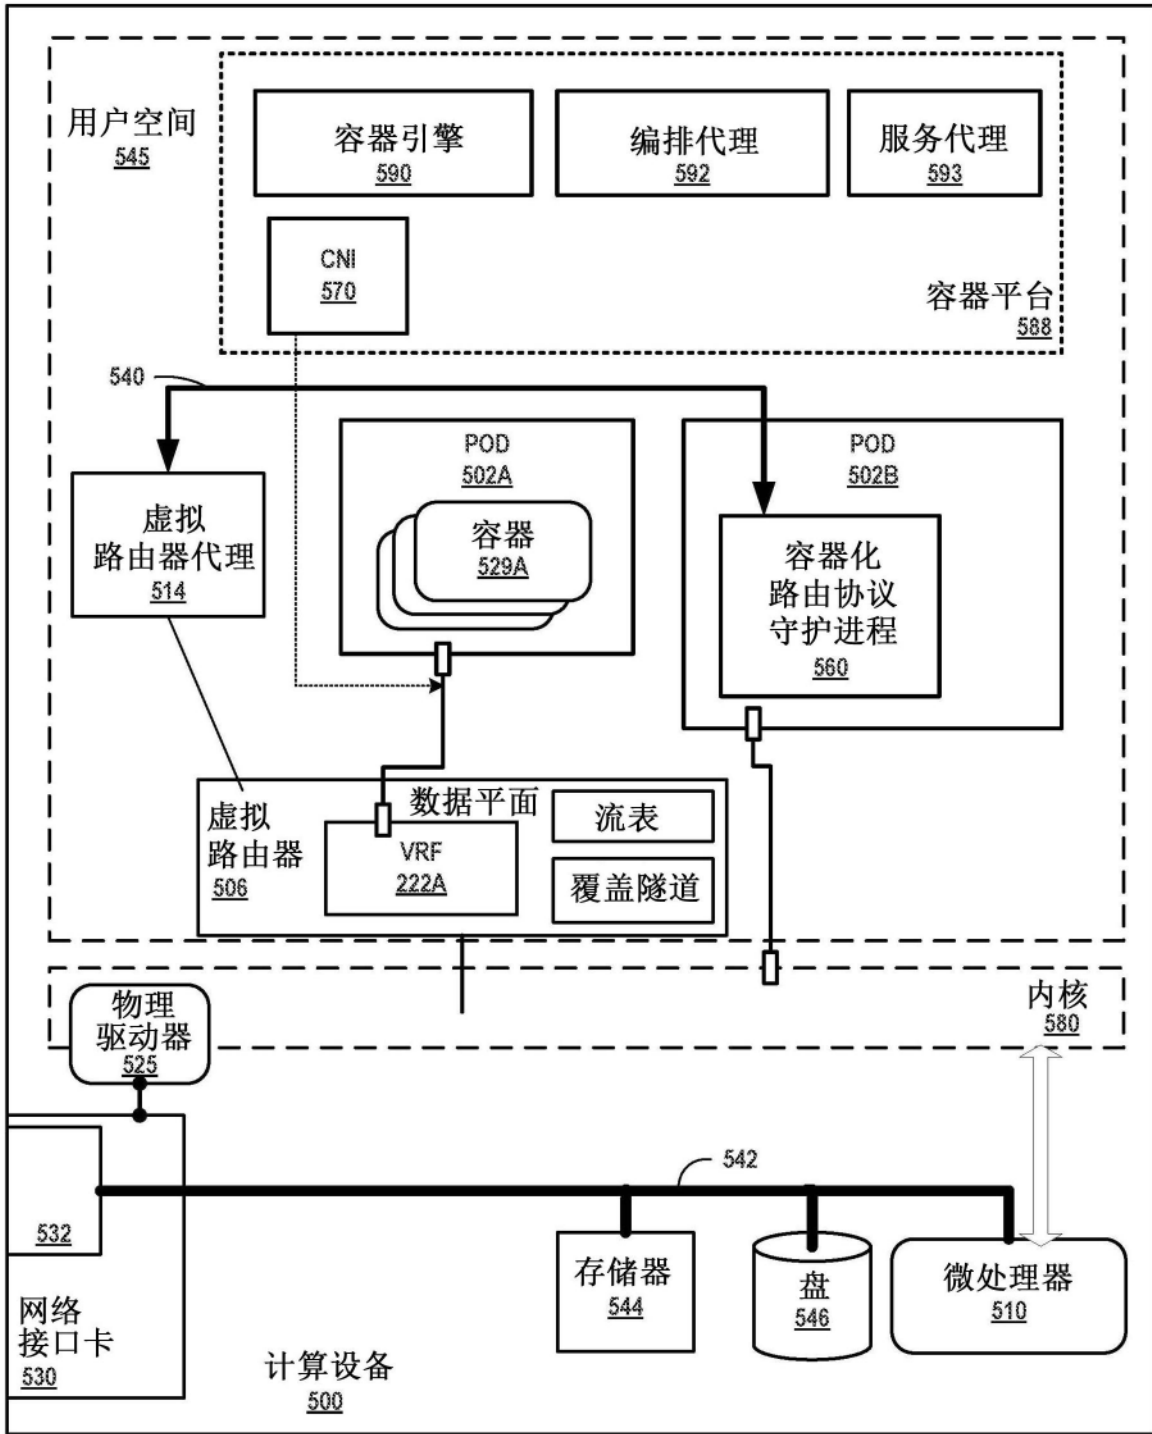 用户空间
545
容器引擎
590
编排代理
592
服务代理
593
CNI
570
容器平台
588
540
虚拟
路由器代理
514
POD
502A
容器
529A
POD
502B
容器化
路由协议
守护进程
560
虚拟
路由器
506
数据平面
VRF
222A
流表
覆盖隧道
内核
580
物理
驱动器
525
542
532
网络
接口卡
530
存储器
544
盘
546
微处理器
510
计算设备
500